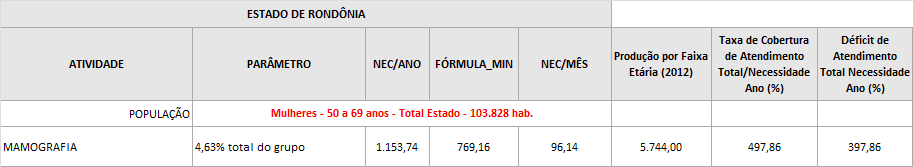 ESTADO DE RONDÔNIA
ATIVIDADE PARÂMETRO NEC/ANO FÓRMULA_MIN NEC/MÊS Produção por Faixa Etária (2012) Taxa de Cobertura de Atendimento Total/Necessidade Ano (%) Déficit de Atendimento Total Necessidade Ano (%)
POPULAÇÃO Mulheres - 50 a 69 anos - Total Estado - 103.828 hab.
MAMOGRAFIA 4,63% total do grupo 1.153,74 769,16 96,14 5.744,00 497,86 397,86